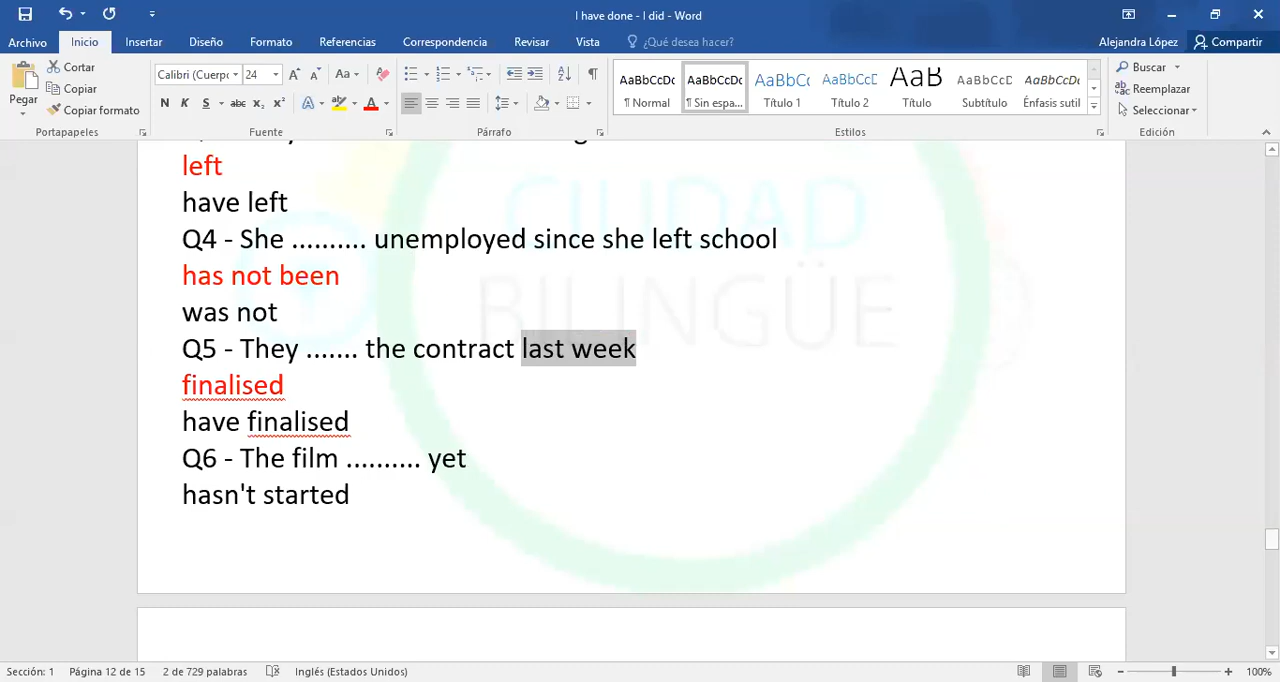 I have done - I did - Word
Archivo Inicio Insertar Diseño Formato Referencias Correspondencia Revisar Vista ¿Qué desea hacer? Alejandra López Compartir
Pegar
Cortar
Copiar
Copiar formato
Portapapeles
Calibri (Cuerpo 24
Fuente
Párrafo
AaBbCcDc AaBbCcDc AaBbCc AaBbCcD AaB AaBbCcD AaBbCcDc
¶ Normal ¶ Sin espa... Título 1 Título 2 Título Subtítulo Énfasis sutil
Estilos
Buscar
Reemplazar
Seleccionar
Edición
left
have left
Q4 - She .......... unemployed since she left school
has not been
was not
Q5 - They ....... the contract last week
finalised
have finalised
Q6 - The film .......... yet
hasn't started
CIUDAD
BILINGÜE
Sección: 1 Página 12 de 15 2 de 729 palabras Inglés (Estados Unidos) 100%